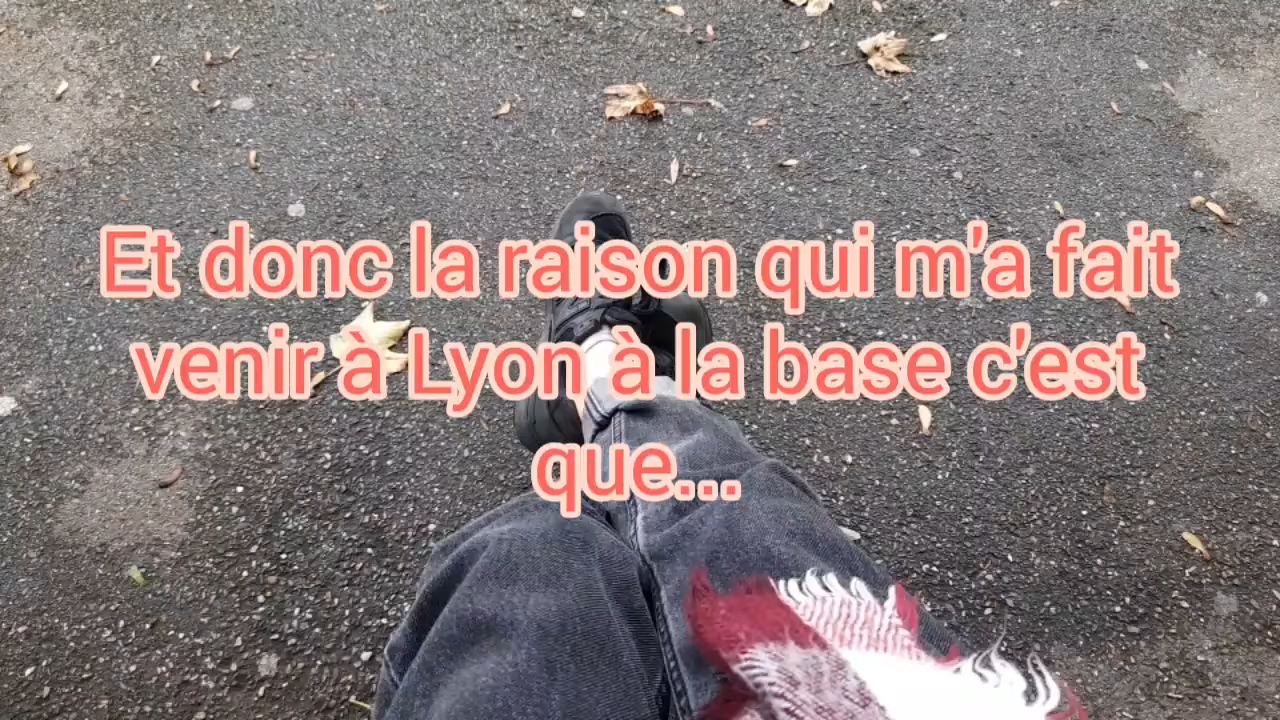 Et donc la raison qui m'a fait
venir à Lyon à la base c'est
que...